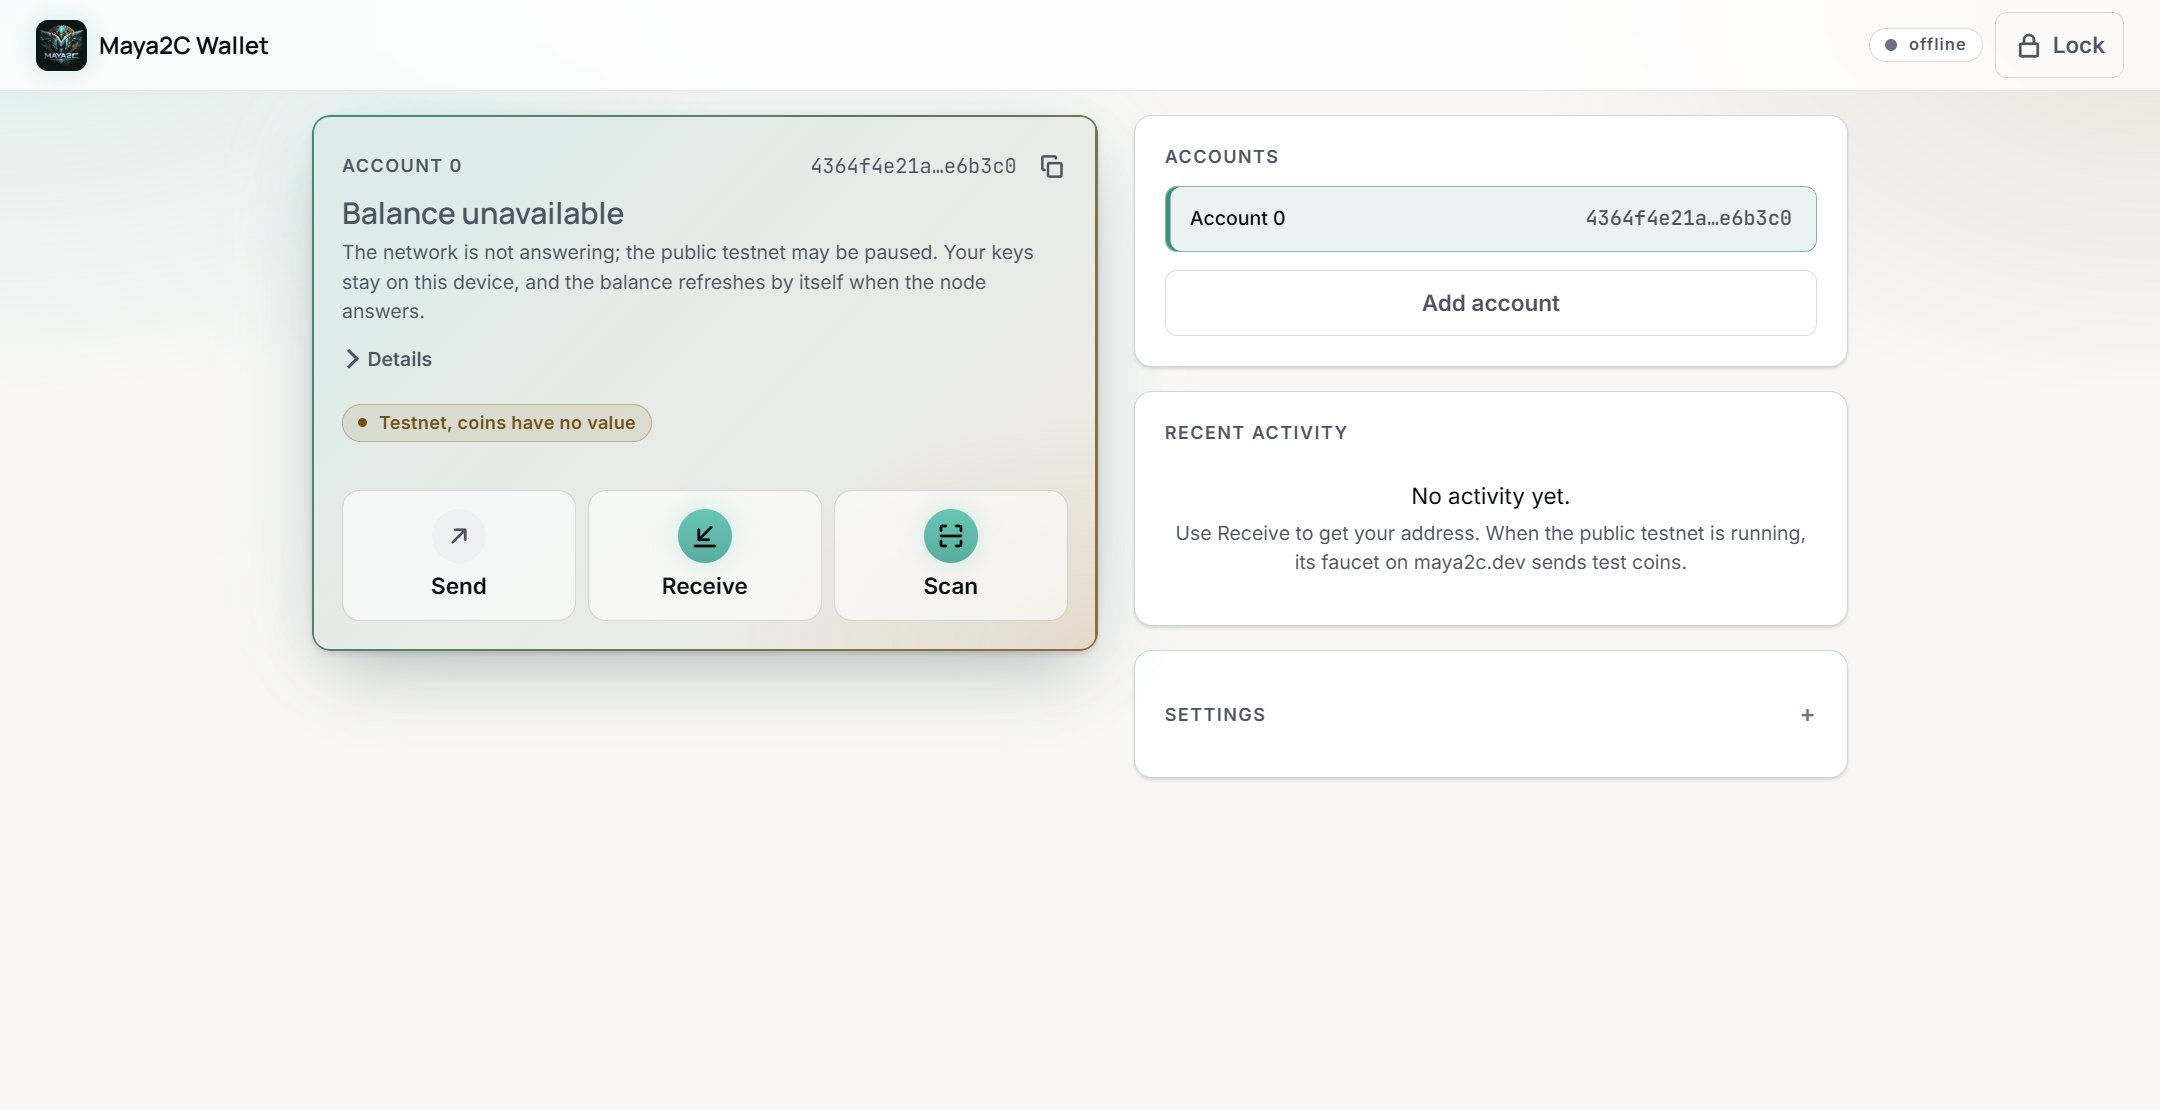 MAYA2C
Maya2C Wallet
offline
Lock
ACCOUNT 0
4364f4e21a…e6b3c0
Balance unavailable
The network is not answering; the public testnet may be paused. Your keys
stay on this device, and the balance refreshes by itself when the node
answers.
Details
Testnet, coins have no value
Send
Receive
Scan
ACCOUNTS
Account 0
4364f4e21a…e6b3c0
Add account
RECENT ACTIVITY
No activity yet.
Use Receive to get your address. When the public testnet is running,
its faucet on maya2c.dev sends test coins.
SETTINGS
+